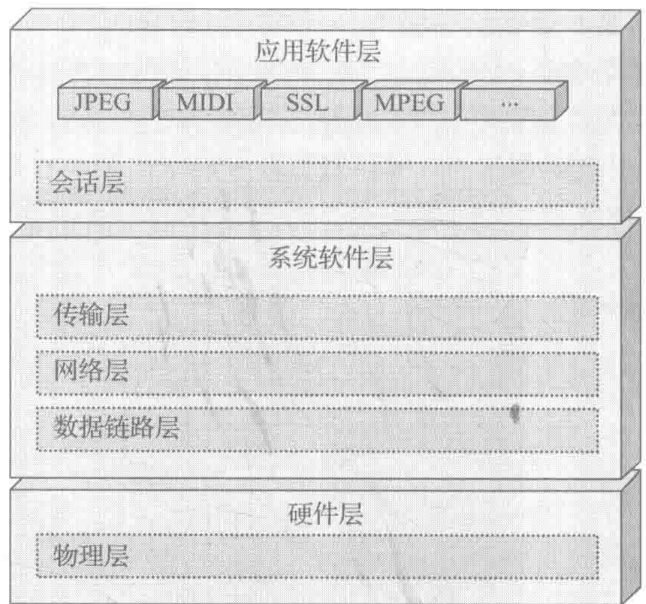 应用软件层
JPEG MIDI SSL MPEG ...
会话层
系统软件层
传输层
网络层
数据链路层
硬件层
物理层